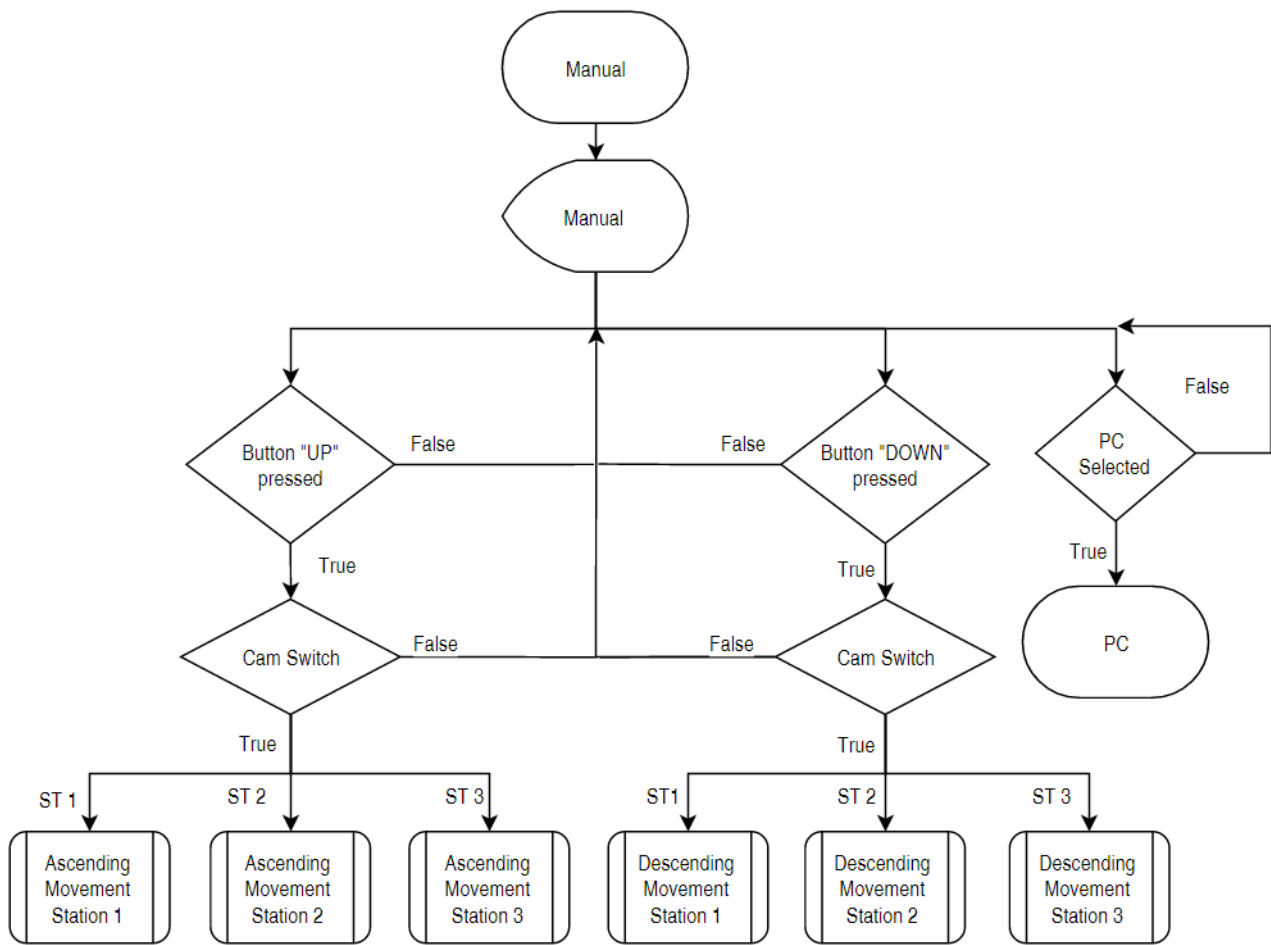 Manual
Manual
False
Button "UP"
pressed
False
False
Button "DOWN"
pressed
PC
Selected
True
True
True
Cam Switch
False
False
Cam Switch
PC
True
True
ST 1
ST 2
ST 3
ST1
ST 2
ST 3
Ascending
Movement
Station 1
Ascending
Movement
Station 2
Ascending
Movement
Station 3
Descending
Movement
Station 1
Descending
Movement
Station 2
Descending
Movement
Station 3